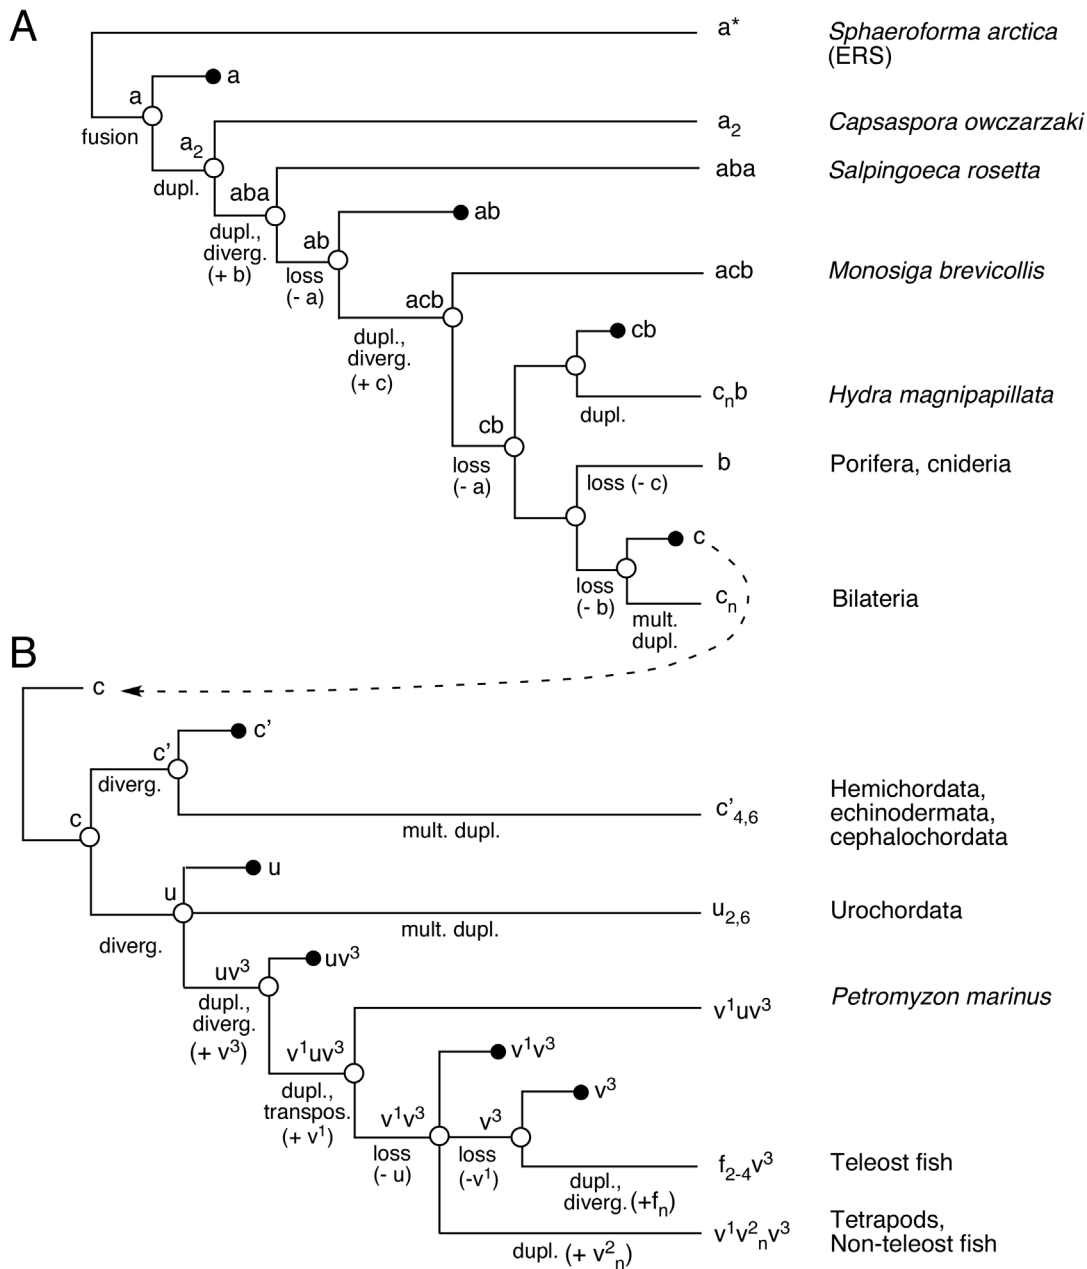 A
a* Sphaeroforma arctica
(ERS)
a
a
fusion
a2 Capsaspora owczarzaki
a2
dupl.
aba Salpingoeca rosetta
aba
dupl.,
diverg.
(+ b)
ab
ab
loss
(- a)
acb Monosiga brevicollis
acb
dupl.,
diverg.
(+ c)
cb
cnb Hydra magnipapillata
dupl.
cb
loss
(- a)
b Porifera, cnideria
loss (- c)
c
loss
(- b)
cn Bilateria
mult.
dupl.
B
c
c’
c’
diverg.
c
c’4,6
Hemichordata,
echinodermata,
cephalochordata
mult. dupl.
u
u
u2,6 Urochordata
mult. dupl.
diverg.
uv3
uv3
dupl.,
diverg.
(+ v3)
v1uv3 Petromyzon marinus
v1uv3
dupl.,
transpos.
(+ v1)
v1v3
v1v3
loss
(- u)
v3
v3
loss
(-v1)
f2-4v3 Teleost fish
dupl.,
diverg. (+fn)
v1v2nv3 Tetrapods,
Non-teleost fish
dupl. (+ v2n)